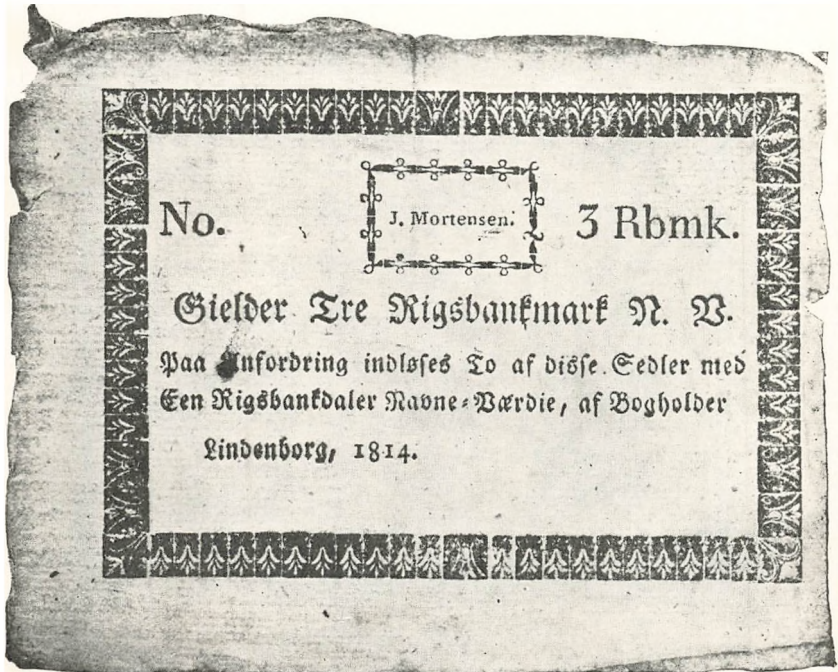 No. J. Mortensen. 3 Rbmk.
Gielder Tre Rigsbankmark N. V.
Paa Anfordring indløses To af disse Sedler med
Een Rigsbankdaler Navne-Værdie, af Bogholder
Lindenborg, 1814.